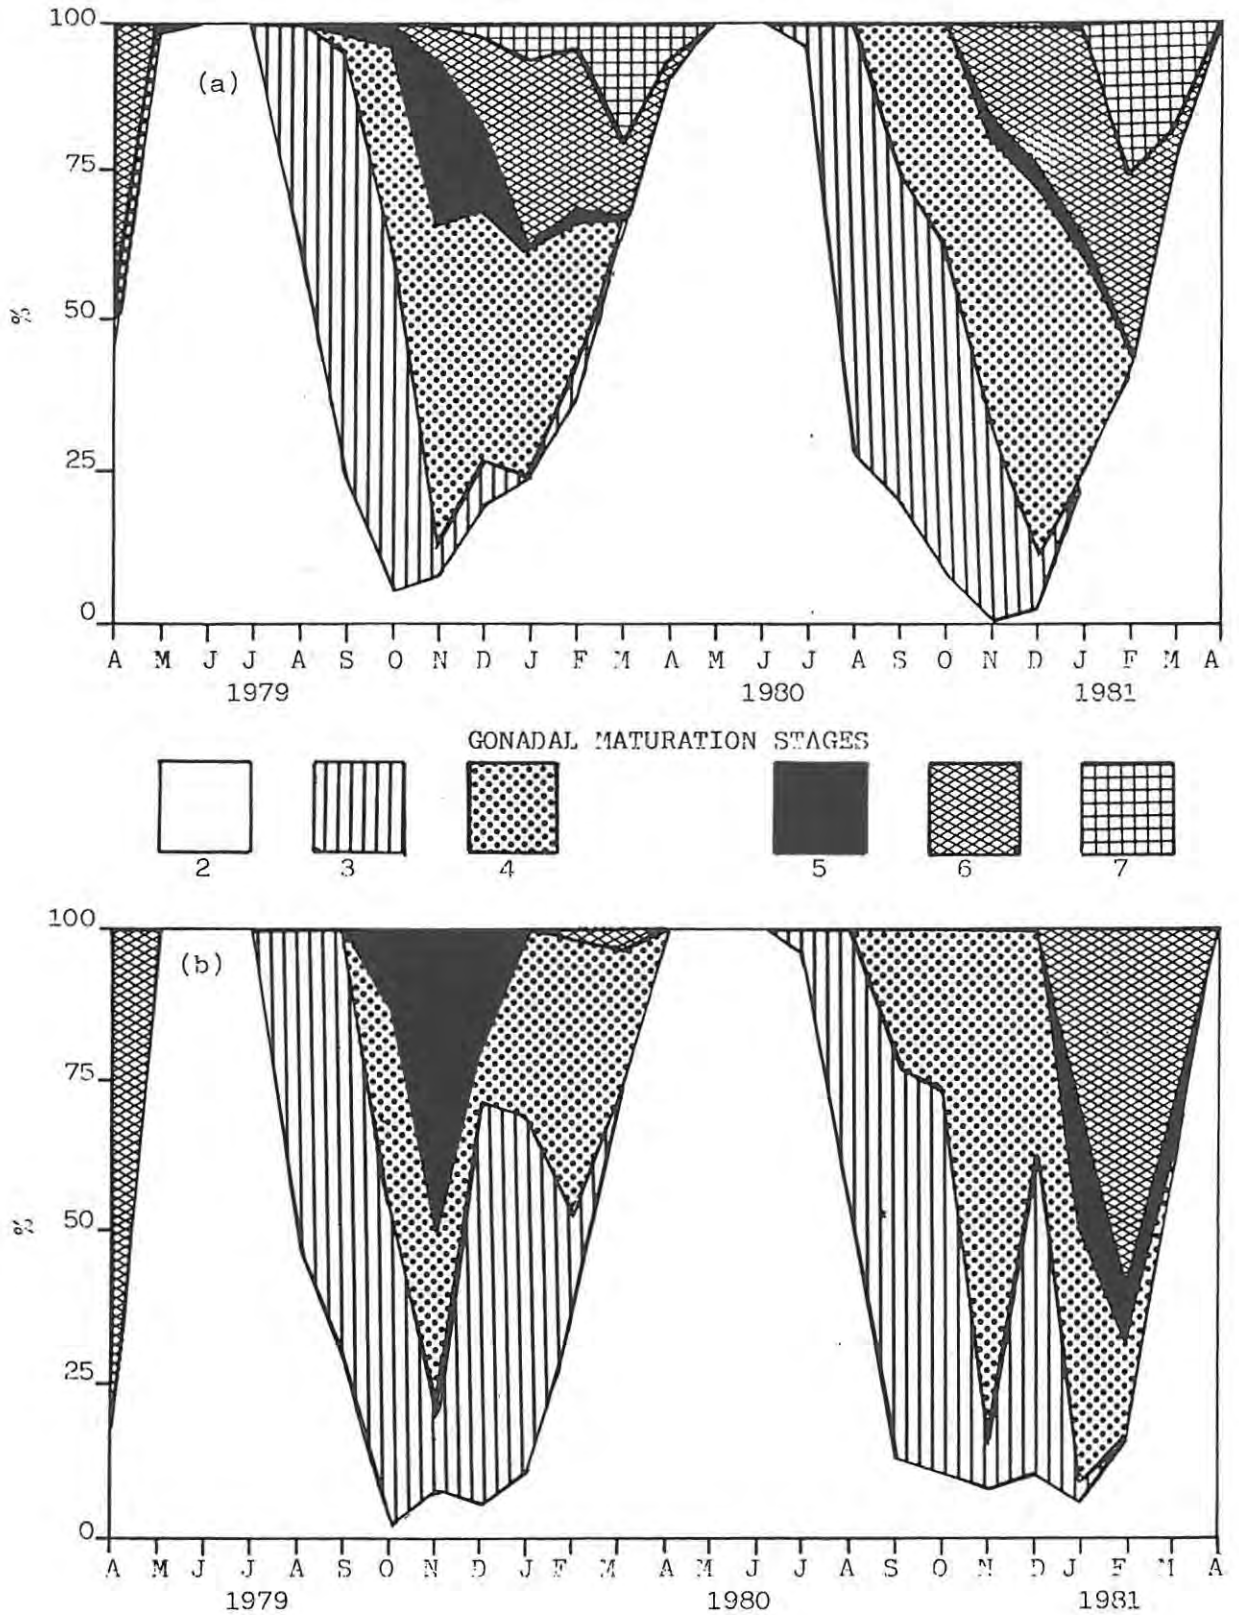 100
(a)
75
50
%
25
0
A M J J A S O N D J F M A M J J A S O N D J F M A
1979 1980 1981
GONADAL MATURATION STAGES
2 3 4 5 6 7
100
(b)
75
50
%
25
0
A M J J A S O N D J F M A M J J A S O N D J F M A
1979 1980 1981